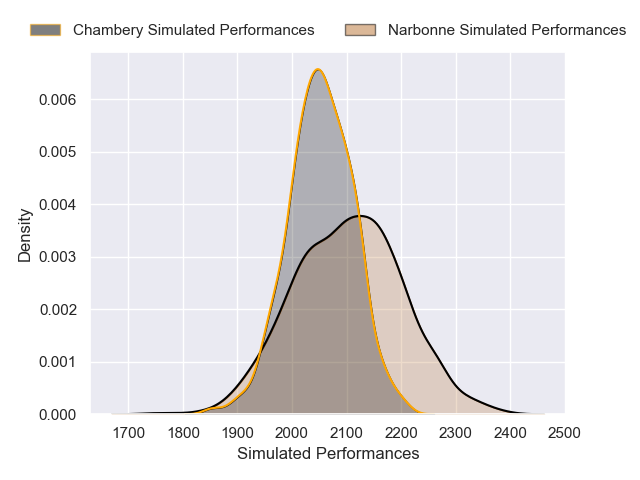 Chambery Simulated Performances Narbonne Simulated Performances
0.006
0.005
0.004
0.003
0.002
0.001
0.000
Density
1700 1800 1900 2000 2100 2200 2300 2400 2500
Simulated Performances